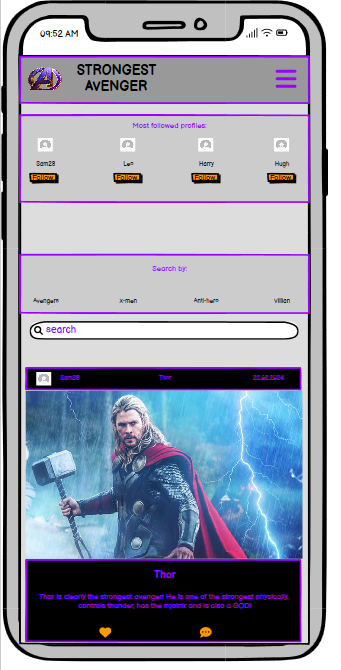 09:52 AM
STRONGEST
AVENGER
Most followed profiles:
Sam28 Leo Harry Hugh
Follow Follow Follow Follow
Search by:
Avengers x-men Anti-hero villian
search
Sam28 Thor 22.02.2024
Thor
Thor is clearly the strongest avenger! He is one of the strongest physically,
controls thunder, has the mjolnir and is also a GOD!